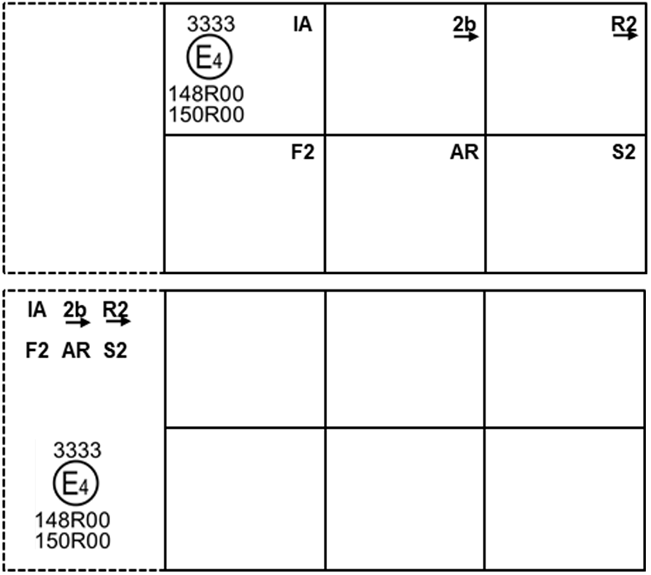 3333 IA 2b R2
E4
148R00
150R00
F2 AR S2
IA 2b R2
F2 AR S2
3333
E4
148R00
150R00